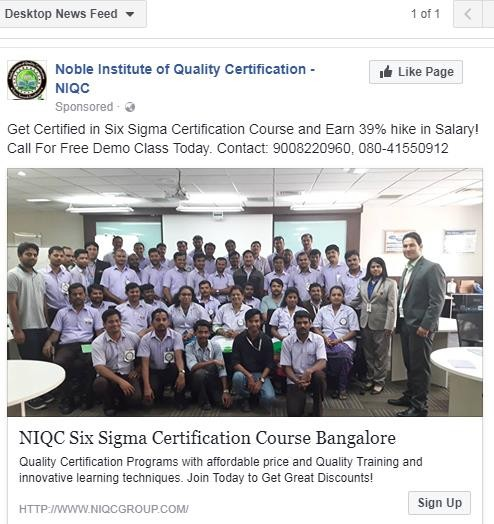 Desktop News Feed
1 of 1
Noble Institute of Quality Certification -
NIQC
Like Page
Sponsored ·
Get Certified in Six Sigma Certification Course and Earn 39% hike in Salary!
Call For Free Demo Class Today. Contact: 9008220960, 080-41550912
NIQC Six Sigma Certification Course Bangalore
Quality Certification Programs with affordable price and Quality Training and
innovative learning techniques. Join Today to Get Great Discounts!
HTTP://WWW.NIQCGROUP.COM/
Sign Up